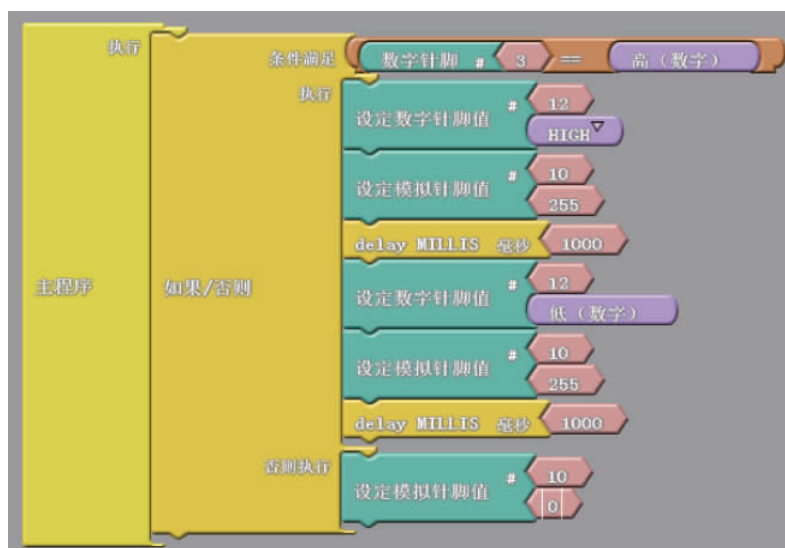 执行
条件满足
数字针脚 # 3 == 高（数字）
执行
设定数字针脚值 # 12
HIGH
设定模拟针脚值 # 10
255
delay MILLIS 毫秒 1000
主程序
如果/否则
设定数字针脚值 # 12
低（数字）
设定模拟针脚值 # 10
255
delay MILLIS 毫秒 1000
否则执行
设定模拟针脚值 # 10
0